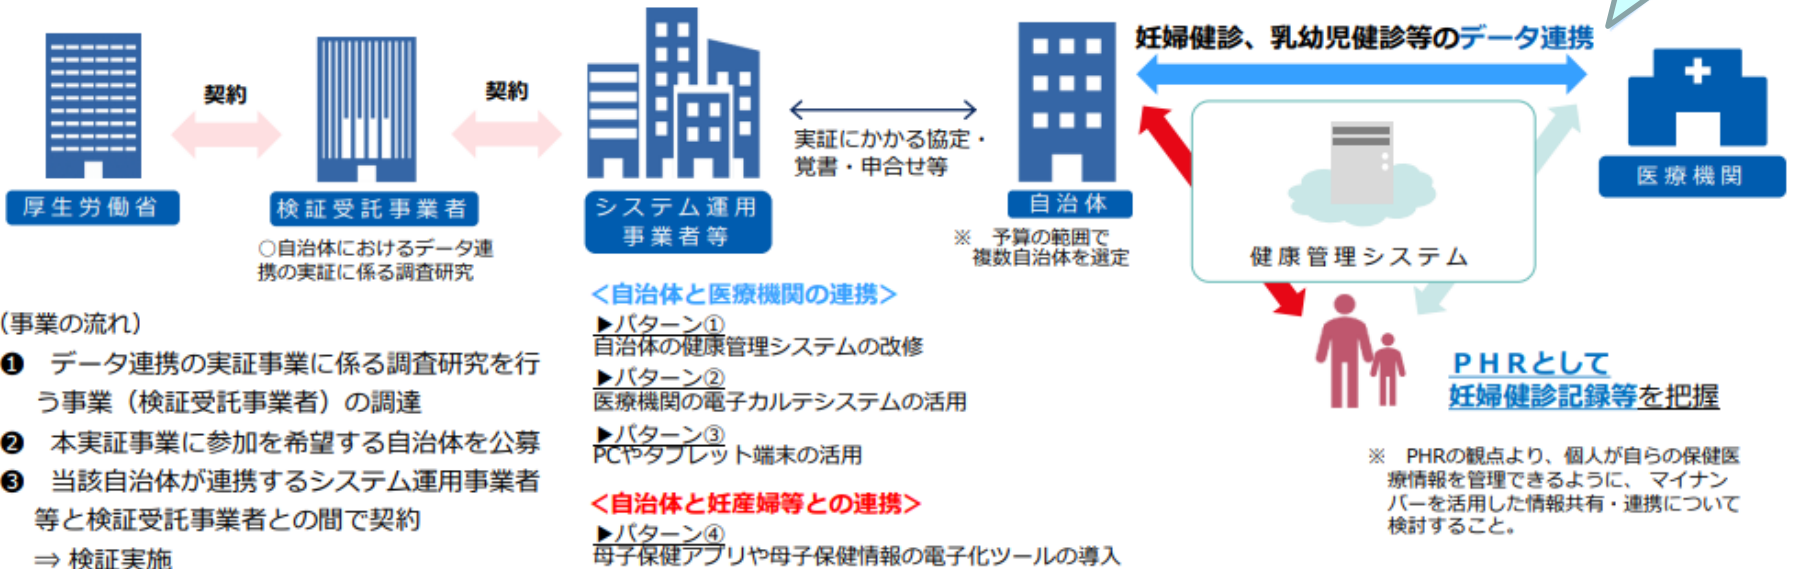 厚生労働省
契約
検証受託事業者
○自治体におけるデータ連
携の実証に係る調査研究
契約
システム運用
事業者等
実証にかかる協定・
覚書・申合せ等
自治体
※ 予算の範囲で
複数自治体を選定
妊婦健診、乳幼児健診等のデータ連携
健康管理システム
医療機関
(事業の流れ)
❶ データ連携の実証事業に係る調査研究を行
う事業（検証受託事業者）の調達
❷ 本実証事業に参加を希望する自治体を公募
❸ 当該自治体が連携するシステム運用事業者
等と検証受託事業者との間で契約
⇒ 検証実施
＜自治体と医療機関の連携＞
▶パターン①
自治体の健康管理システムの改修
▶パターン②
医療機関の電子カルテシステムの活用
▶パターン③
PCやタブレット端末の活用
＜自治体と妊産婦等との連携＞
▶パターン④
母子保健アプリや母子保健情報の電子化ツールの導入
ＰＨＲとして
妊婦健診記録等を把握
※ PHRの観点より、個人が自らの保健医
療情報を管理できるように、 マイナン
バーを活用した情報共有・連携について
検討すること。